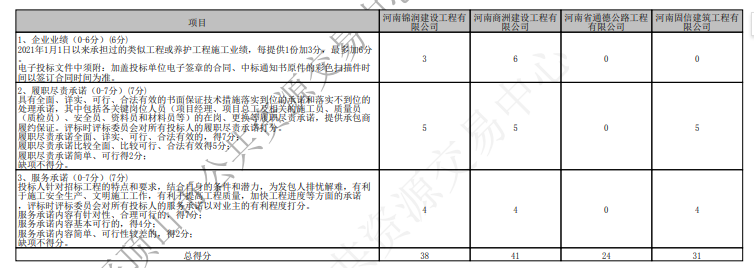 项目
河南锦润建设工程有限公司
河南商洲建设工程有限公司
河南省通德公路工程有限公司
河南固信建筑工程有限公司
1、企业业绩（0-6分）(6分)
2021年1月1日以来承担过的类似工程或养护工程施工业绩，每提供1份加3分，最多加6分。
电子投标文件中须附：加盖投标单位电子签章的合同、中标通知书原件的彩色扫描件时间以签订合同时间为准。
3
6
0
0
2、履职尽责承诺（0-7分）(7分)
具有全面、详实、可行、合法有效的书面保证技术措施落实到位的承诺和落实不到位的处理承诺，其中包括各关键岗位人员（项目经理、项目总工及相关的施工员、质量员（质检员）、安全员、资料员和材料员等）的在岗、更换等履职尽责承诺，提供承包商履约保证。评标时评标委员会对所有投标人的履职尽责承诺打分。
履职尽责承诺全面、详实、可行、合法有效的，得7分；
履职尽责承诺比较全面、比较可行、合法有效得5分；
履职尽责承诺简单、可行得2分；
缺项不得分。
5
5
0
5
3、服务承诺（0-7分）(7分)
投标人针对招标工程的特点和要求，结合自身的条件和潜力，为发包人排忧解难，有利于施工安全生产、文明施工工作，有利于提高工程质量，加快工程进度等方面的承诺，评标时评标委员会对所有投标人的服务承诺以对业主的有利程度打分。
服务承诺内容有针对性、合理可行的，得7分；
服务承诺内容基本可行的，得4分；
服务承诺内容简单、可行性较差的，得2分；
缺项不得分。
4
4
0
4
总得分
38
41
24
31
顶山公共资源交易中心
共资源交易中心